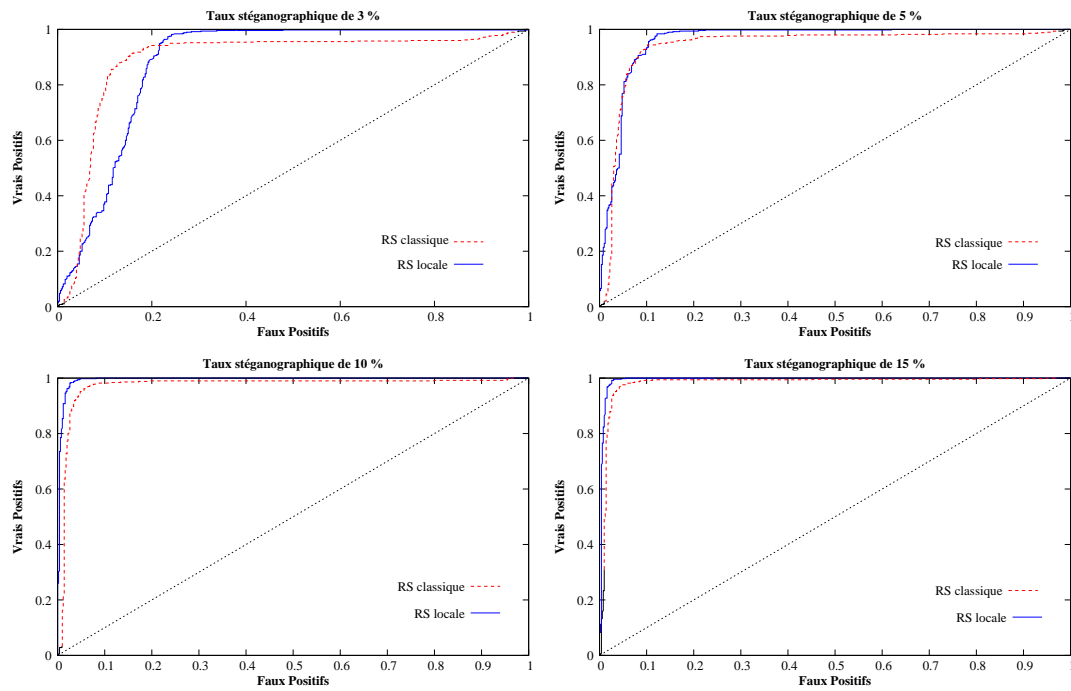 Taux stéganographique de 3 %
1
0.8
0.6
0.4
0.2
0
Vrais Positifs
RS classique
RS locale
0 0.2 0.4 0.6 0.8 1
Faux Positifs
Taux stéganographique de 5 %
1
0.8
0.6
0.4
0.2
0
Vrais Positifs
RS classique
RS locale
0 0.1 0.2 0.3 0.4 0.5 0.6 0.7 0.8 0.9 1
Faux Positifs
Taux stéganographique de 10 %
1
0.8
0.6
0.4
0.2
0
Vrais Positifs
RS classique
RS locale
0 0.1 0.2 0.3 0.4 0.5 0.6 0.7 0.8 0.9 1
Faux Positifs
Taux stéganographique de 15 %
1
0.8
0.6
0.4
0.2
0
Vrais Positifs
RS classique
RS locale
0 0.1 0.2 0.3 0.4 0.5 0.6 0.7 0.8 0.9 1
Faux Positifs